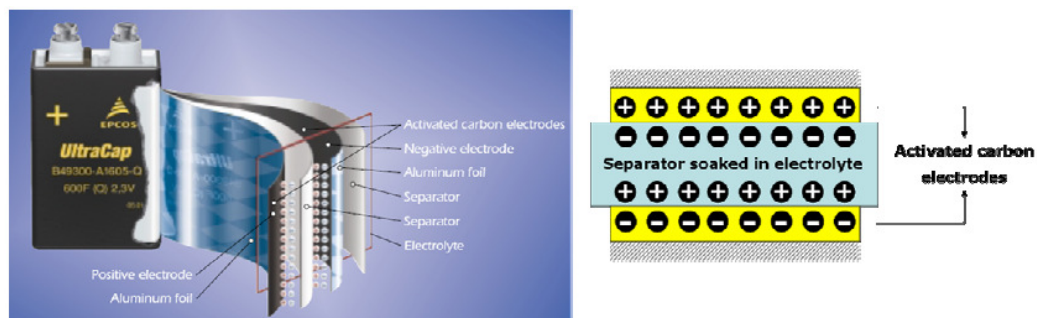 +
EPCOS
UltraCap
B49300-A1605-Q
600F (Q) 2,3V
Activated carbon electrodes
Negative electrode
Aluminum foil
Separator
Separator
Electrolyte
Positive electrode
Aluminum foil
+ + + + + + + +
- - - - - - - -
Separator soaked in electrolyte
+ + + + + + + +
- - - - - - - -
Activated carbon
electrodes